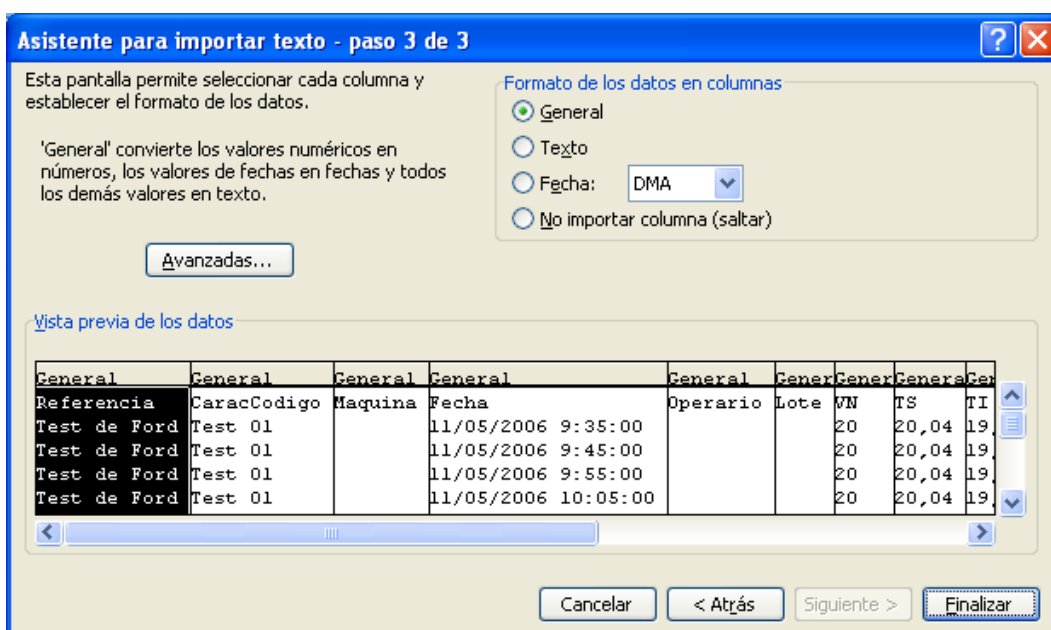 Asistente para importar texto - paso 3 de 3
Esta pantalla permite seleccionar cada columna y
establecer el formato de los datos.
'General' convierte los valores numéricos en
números, los valores de fechas en fechas y todos
los demás valores en texto.
Avanzadas...
Formato de los datos en columnas
General
Texto
Fecha: DMA
No importar columna (saltar)
Vista previa de los datos
General General General General General Gener Gener Genera Gen
Referencia CaracCodigo Maquina Fecha Operario Lote VN TS TI
Test de Ford Test 01 11/05/2006 9:35:00 20 20,04 19,
Test de Ford Test 01 11/05/2006 9:45:00 20 20,04 19,
Test de Ford Test 01 11/05/2006 9:55:00 20 20,04 19,
Test de Ford Test 01 11/05/2006 10:05:00 20 20,04 19,
Cancelar < Atrás Siguiente > Finalizar